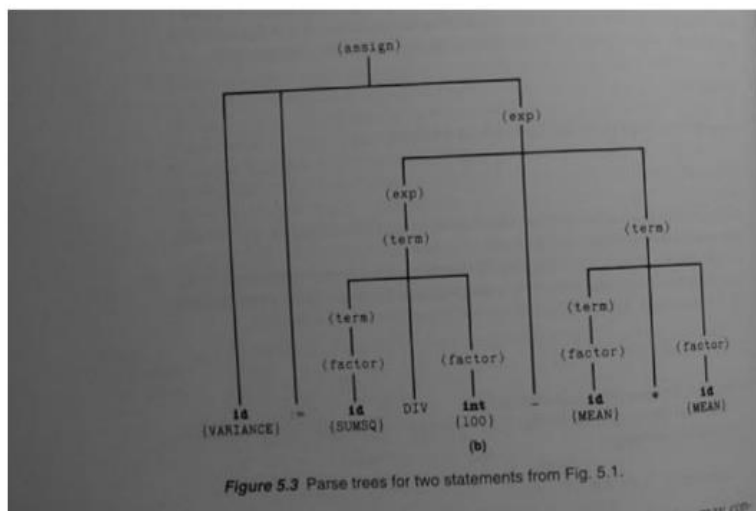 (assign)
(exp)
(exp)
(term) (term)
(term) (term)
(factor) (factor) (factor) (factor)
id = id DIV int - id * id
{VARIANCE} {SUMSQ} {100} {MEAN} {MEAN}
(b)
Figure 5.3 Parse trees for two statements from Fig. 5.1.